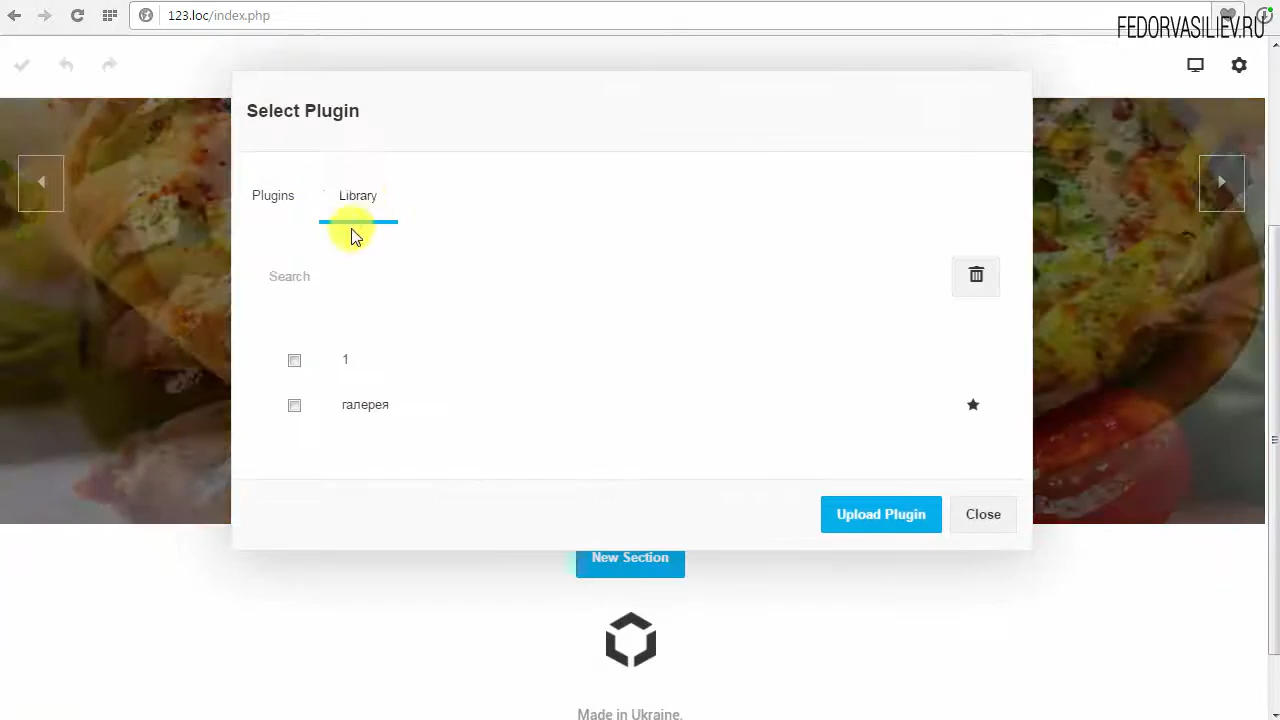 123.loc/index.php
FEDORVASILIEV.RU
Select Plugin
Plugins
Library
Search
1
галерея
Upload Plugin
Close
New Section
Made in Ukraine.